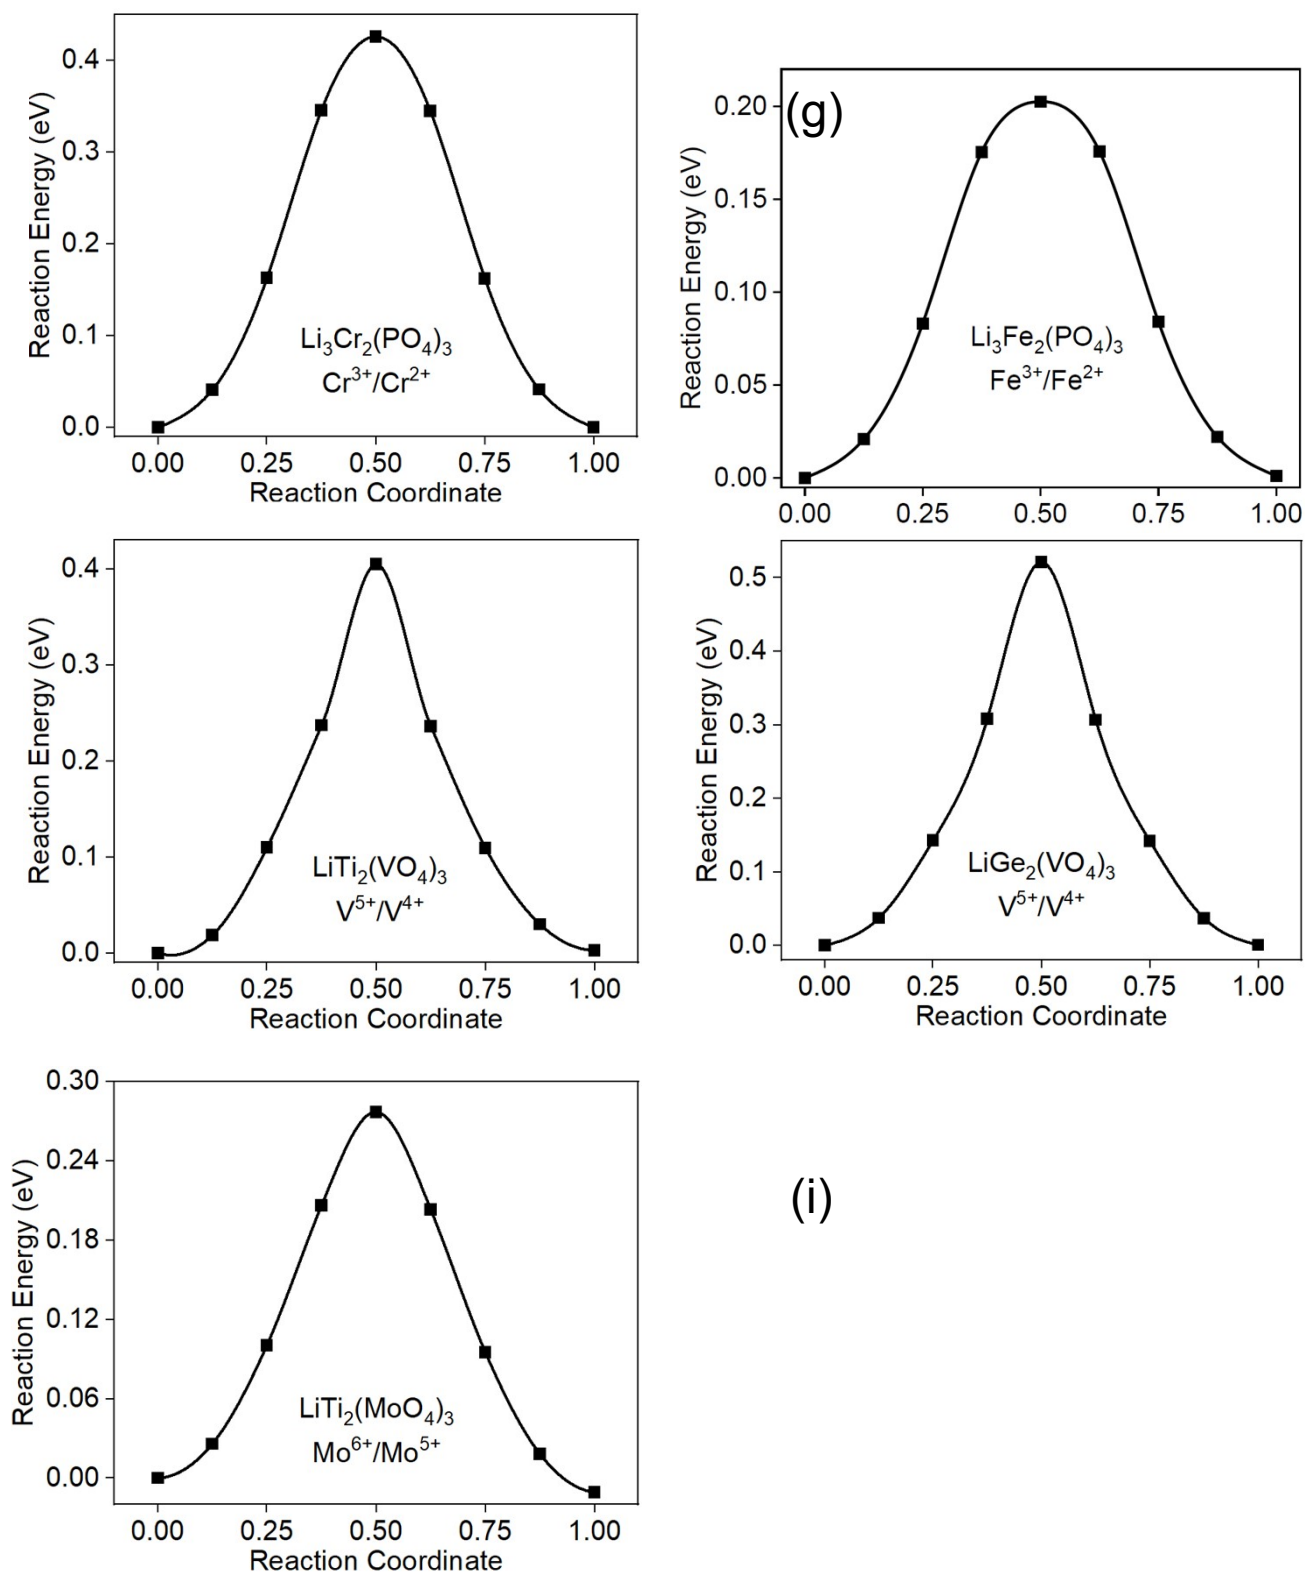 0.4
0.3
0.2
0.1
0.0
Reaction Energy (eV)
Li₃Cr₂(PO₄)₃
Cr³⁺/Cr²⁺
0.00 0.25 0.50 0.75 1.00
Reaction Coordinate
(g)
0.20
0.15
0.10
0.05
0.00
Reaction Energy (eV)
Li₃Fe₂(PO₄)₃
Fe³⁺/Fe²⁺
0.00 0.25 0.50 0.75 1.00
0.4
0.3
0.2
0.1
0.0
Reaction Energy (eV)
LiTi₂(VO₄)₃
V⁵⁺/V⁴⁺
0.00 0.25 0.50 0.75 1.00
Reaction Coordinate
0.5
0.4
0.3
0.2
0.1
0.0
Reaction Energy (eV)
LiGe₂(VO₄)₃
V⁵⁺/V⁴⁺
0.00 0.25 0.50 0.75 1.00
Reaction Coordinate
0.30
0.24
0.18
0.12
0.06
0.00
Reaction Energy (eV)
LiTi₂(MoO₄)₃
Mo⁶⁺/Mo⁵⁺
0.00 0.25 0.50 0.75 1.00
Reaction Coordinate
(i)